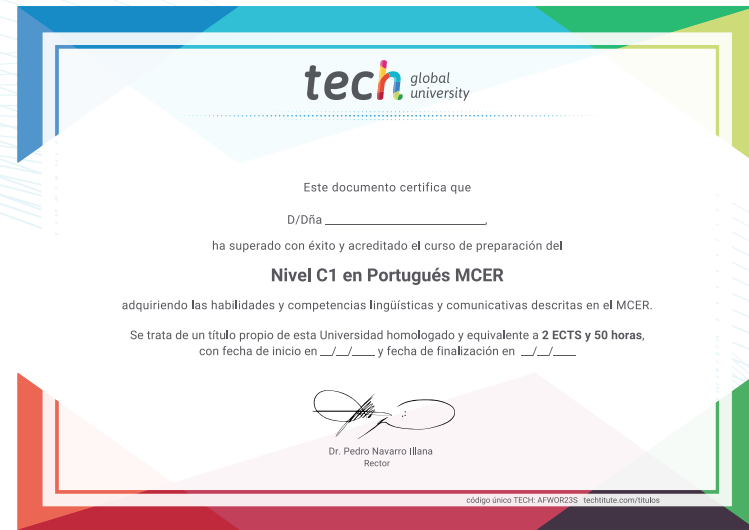 tech global university
Este documento certifica que
D/Dña ____________________,
ha superado con éxito y acreditado el curso de preparación del
Nivel C1 en Portugués MCER
adquiriendo las habilidades y competencias lingüísticas y comunicativas descritas en el MCER.
Se trata de un título propio de esta Universidad homologado y equivalente a 2 ECTS y 50 horas,
con fecha de inicio en __/__/____ y fecha de finalización en __/__/____
Dr. Pedro Navarro Illana
Rector
código único TECH: AFWOR23S techtitute.com/titulos